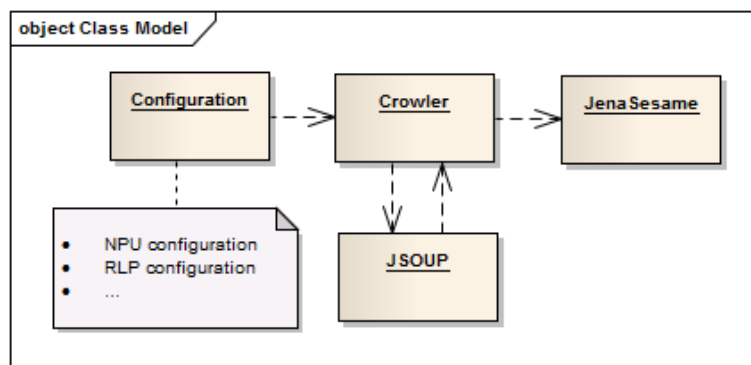 object Class Model
Configuration
Crowler
JenaSesame
• NPU configuration
• RLP configuration
• ...
JSOUP